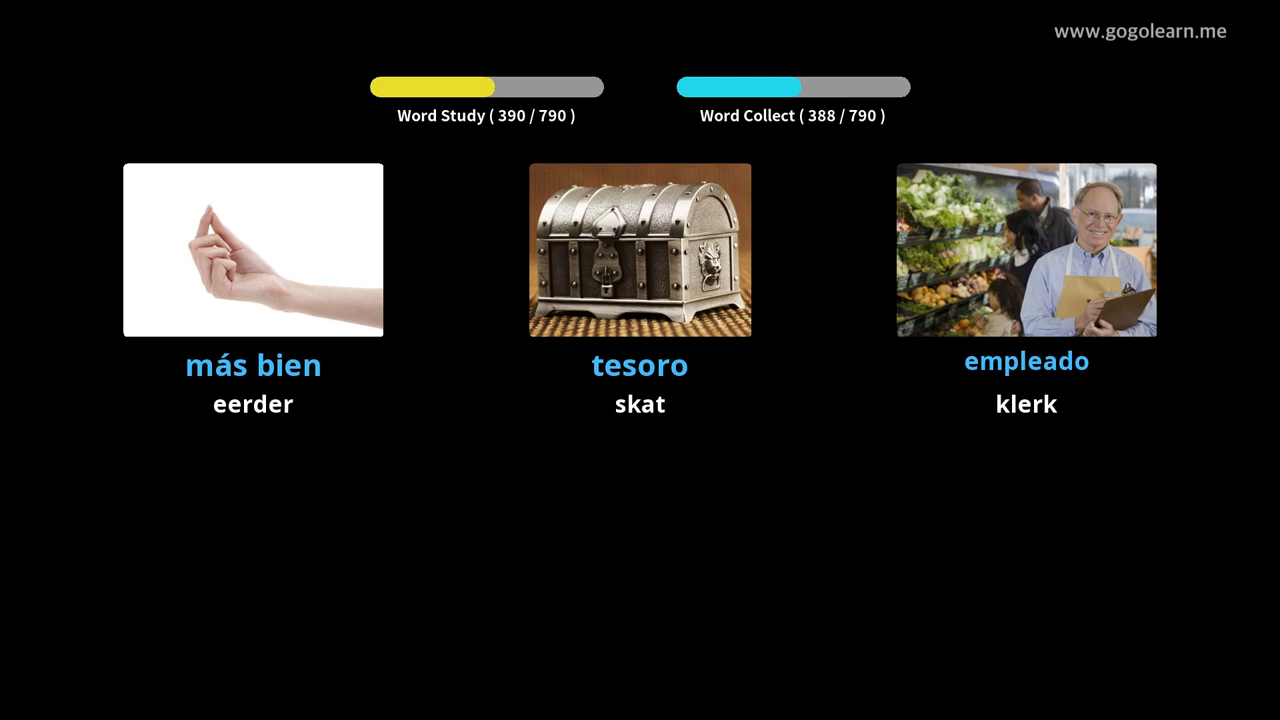 www.gogolearn.me
Word Study ( 390 / 790 )
Word Collect ( 388 / 790 )
más bien
tesoro
empleado
eerder
skat
klerk